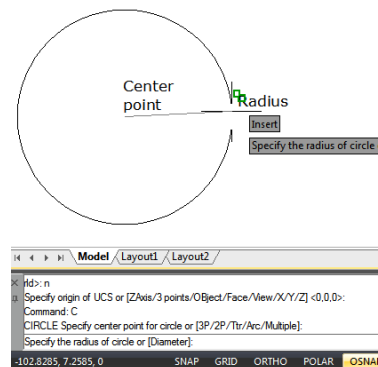 Center
point
Radius
Insert
Specify the radius of circle
Model Layout1 Layout2
rld>: n
Specify origin of UCS or [ZAxis/3 points/OBject/Face/View/X/Y/Z] <0,0,0>:
Command: C
CIRCLE Specify center point for circle or [3P/2P/Ttr/Arc/Multiple]:
Specify the radius of circle or [Diameter]:
-102.8285, 7.2585, 0 SNAP GRID ORTHO POLAR OSNA